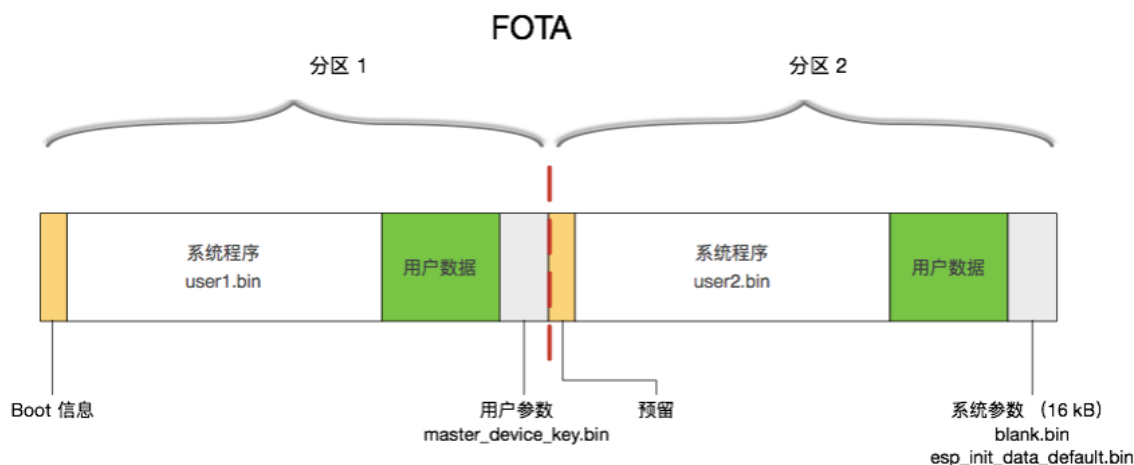 FOTA
分区 1
分区 2
系统程序
user1.bin
用户数据
系统程序
user2.bin
用户数据
Boot 信息
用户参数
master_device_key.bin
预留
系统参数 （16 kB）
blank.bin
esp_init_data_default.bin